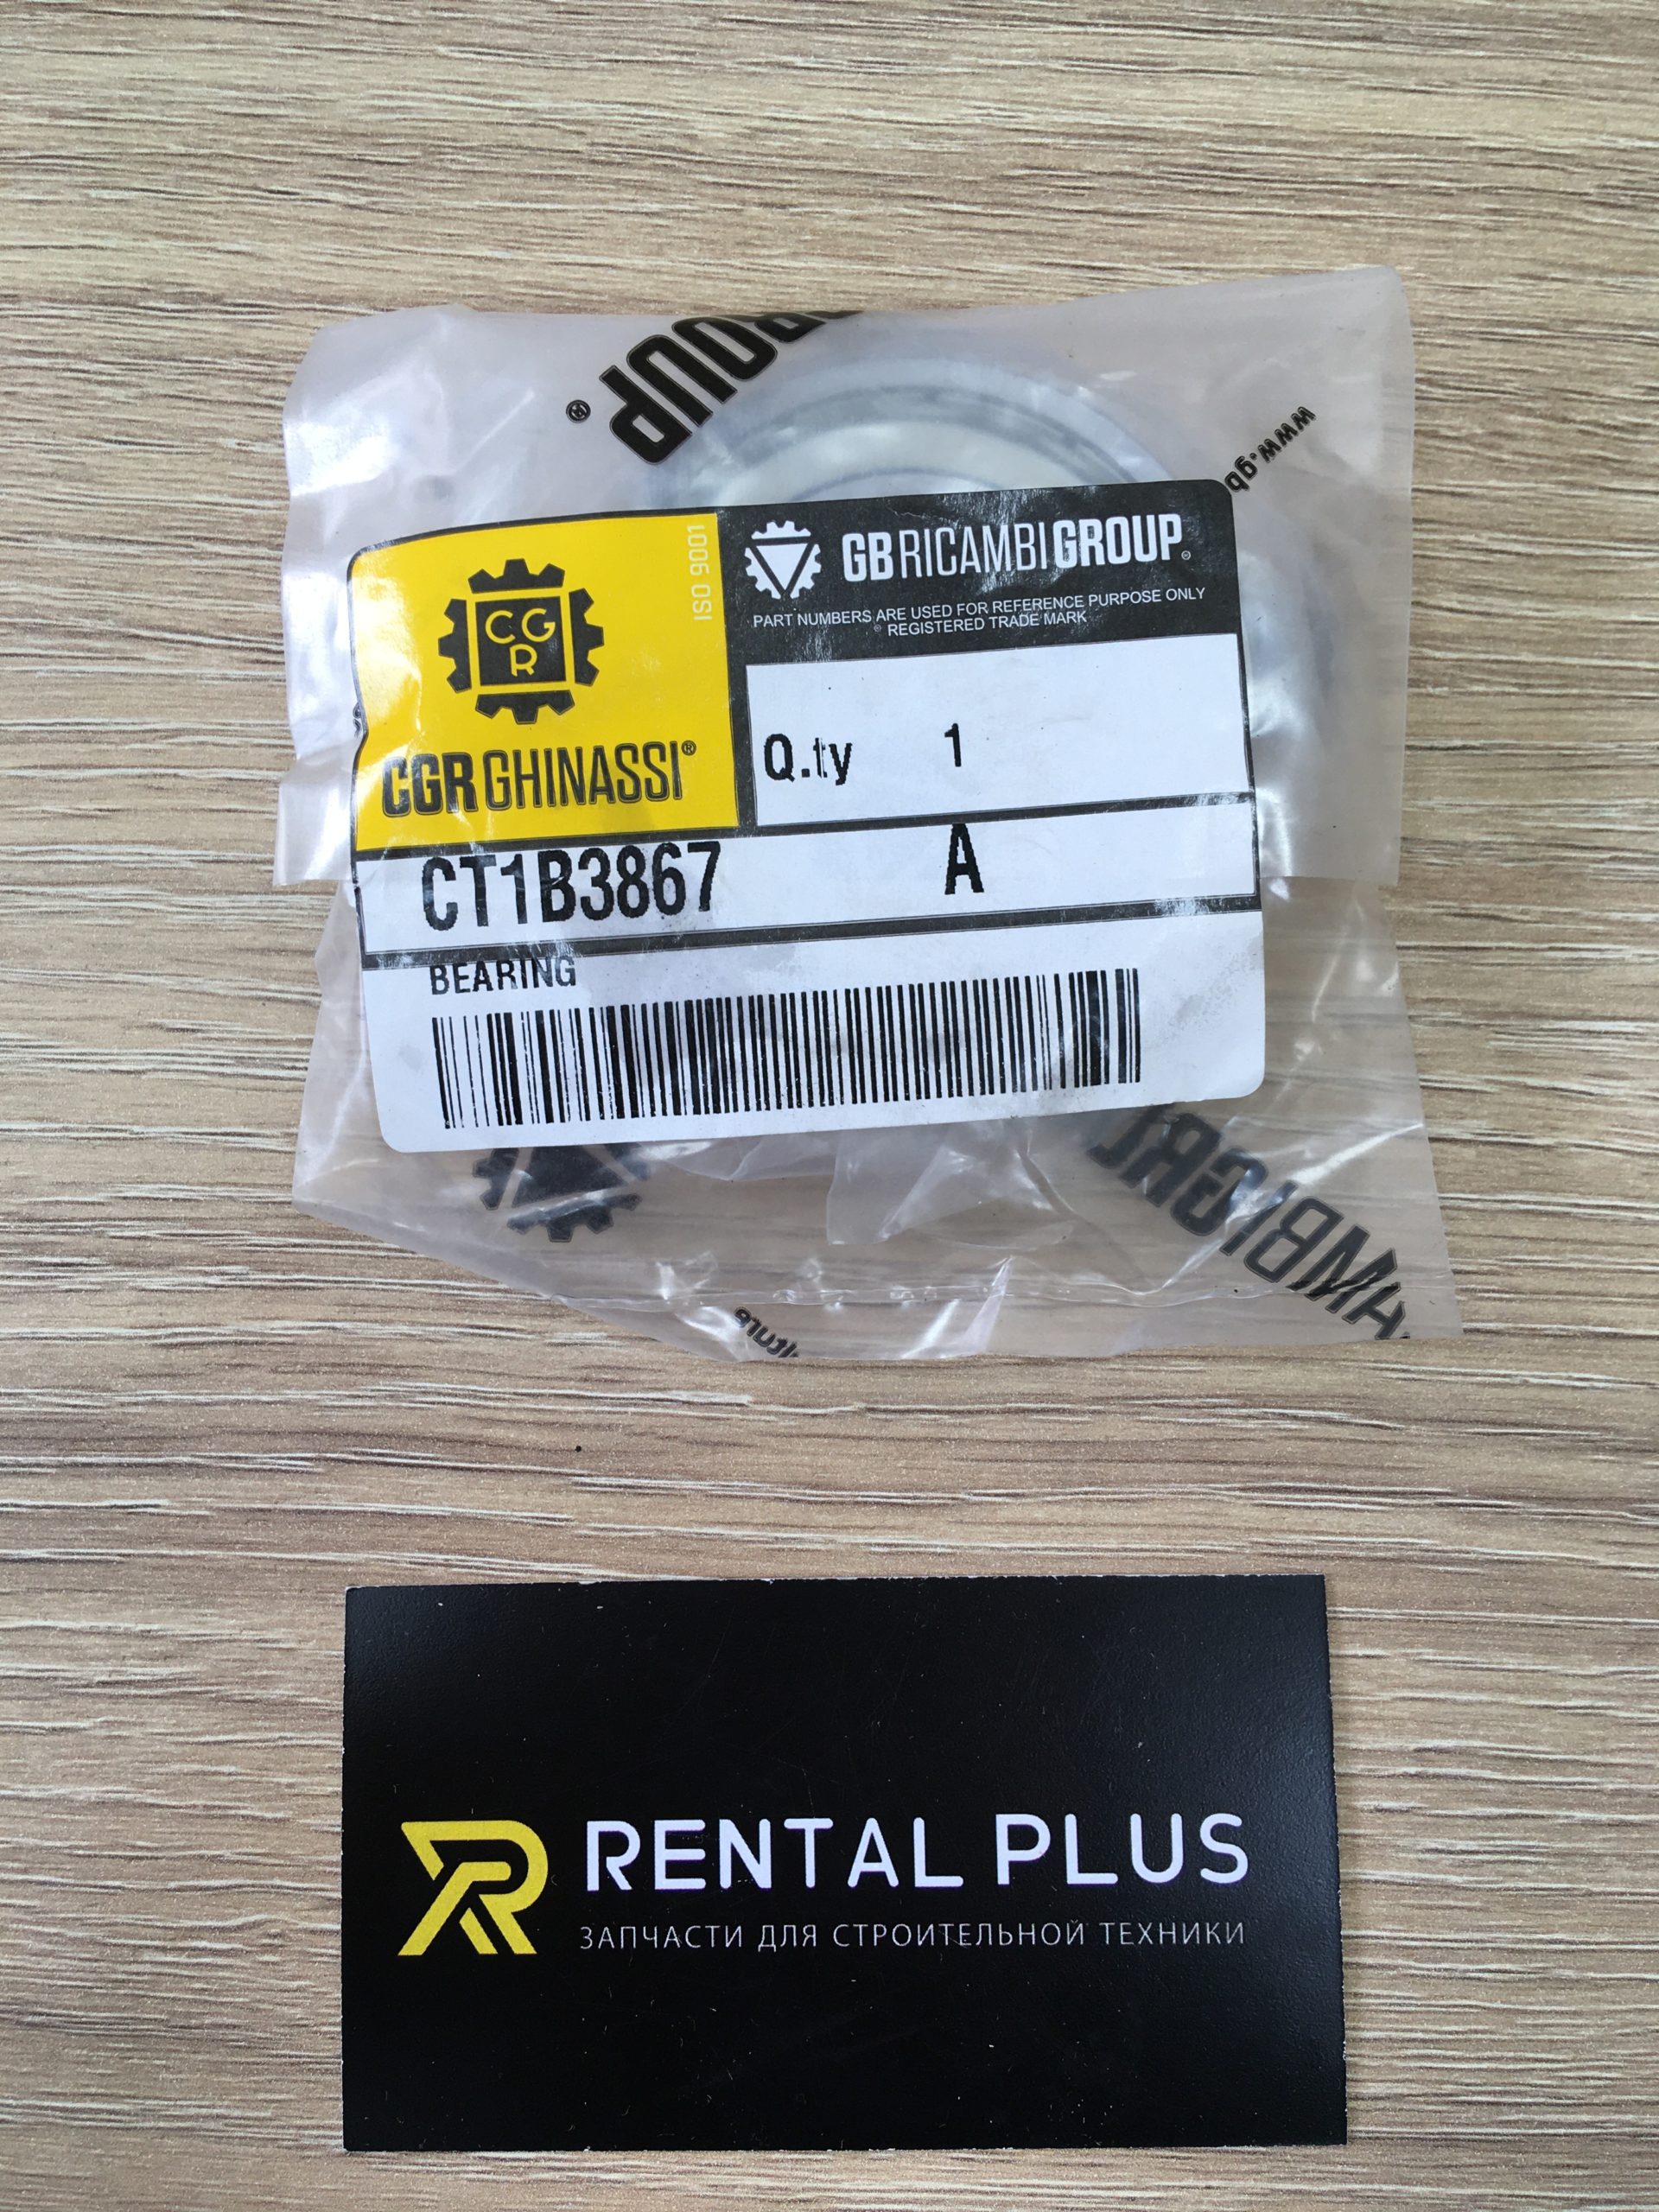 GROUP®
www.gb
CGR
CGR GHINASSI®
ISO 9001
GB RICAMBI GROUP®
PART NUMBERS ARE USED FOR REFERENCE PURPOSE ONLY
® REGISTERED TRADE MARK
Q.ty 1
CT1B3867 A
BEARING
RENTAL PLUS
ЗАПЧАСТИ ДЛЯ СТРОИТЕЛЬНОЙ ТЕХНИКИ